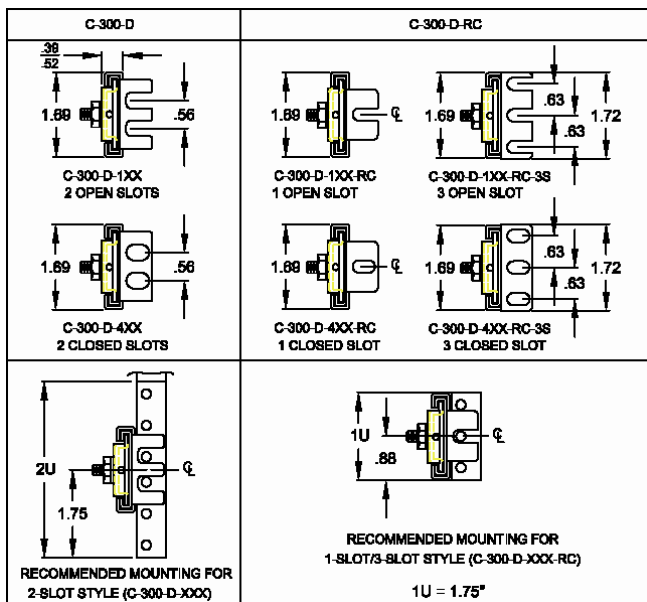 C-300-D
C-300-D-RC
.39
.52
1.69
.56
C-300-D-1XX
2 OPEN SLOTS
1.69
℄
C-300-D-1XX-RC
1 OPEN SLOT
1.69
.63
.63
1.72
C-300-D-1XX-RC-3S
3 OPEN SLOT
1.69
.56
C-300-D-4XX
2 CLOSED SLOTS
1.69
℄
C-300-D-4XX-RC
1 CLOSED SLOT
1.69
.63
.63
1.72
C-300-D-4XX-RC-3S
3 CLOSED SLOT
2U
℄
1.75
RECOMMENDED MOUNTING FOR
2-SLOT STYLE (C-300-D-XXX)
1U
.88
℄
RECOMMENDED MOUNTING FOR
1-SLOT/3-SLOT STYLE (C-300-D-XXX-RC)
1U = 1.75"